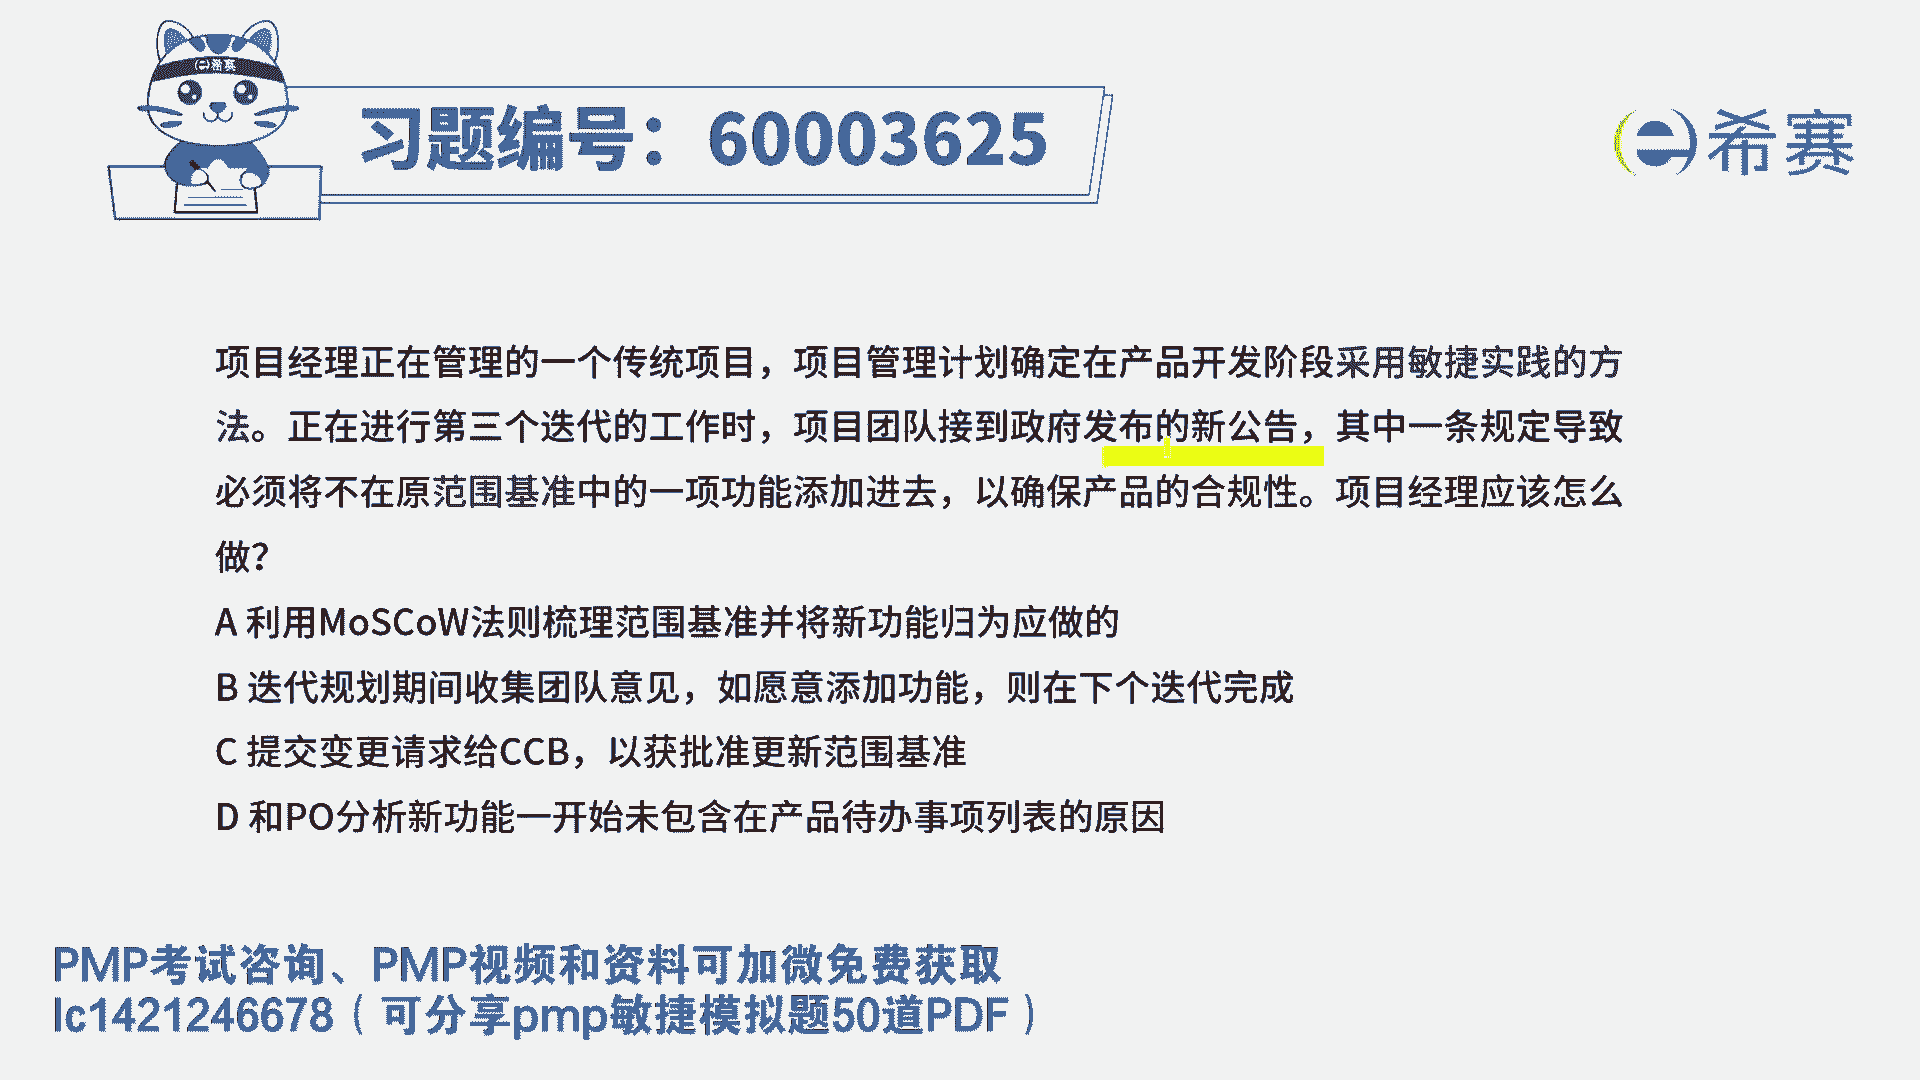 希赛
习题编号：60003625
希赛
项目经理正在管理的一个传统项目，项目管理计划确定在产品开发阶段采用敏捷实践的方
法。正在进行第三个迭代的工作时，项目团队接到政府发布的新公告，其中一条规定导致
必须将不在原范围基准中的一项功能添加进去，以确保产品的合规性。项目经理应该怎么
做？
A 利用MoSCoW法则梳理范围基准并将新功能归为应做的
B 迭代规划期间收集团队意见，如愿意添加功能，则在下个迭代完成
C 提交变更请求给CCB，以获批准更新范围基准
D 和PO分析新功能一开始未包含在产品待办事项列表的原因
PMP考试咨询、PMP视频和资料可加微免费获取
lc1421246678（可分享pmp敏捷模拟题50道PDF）